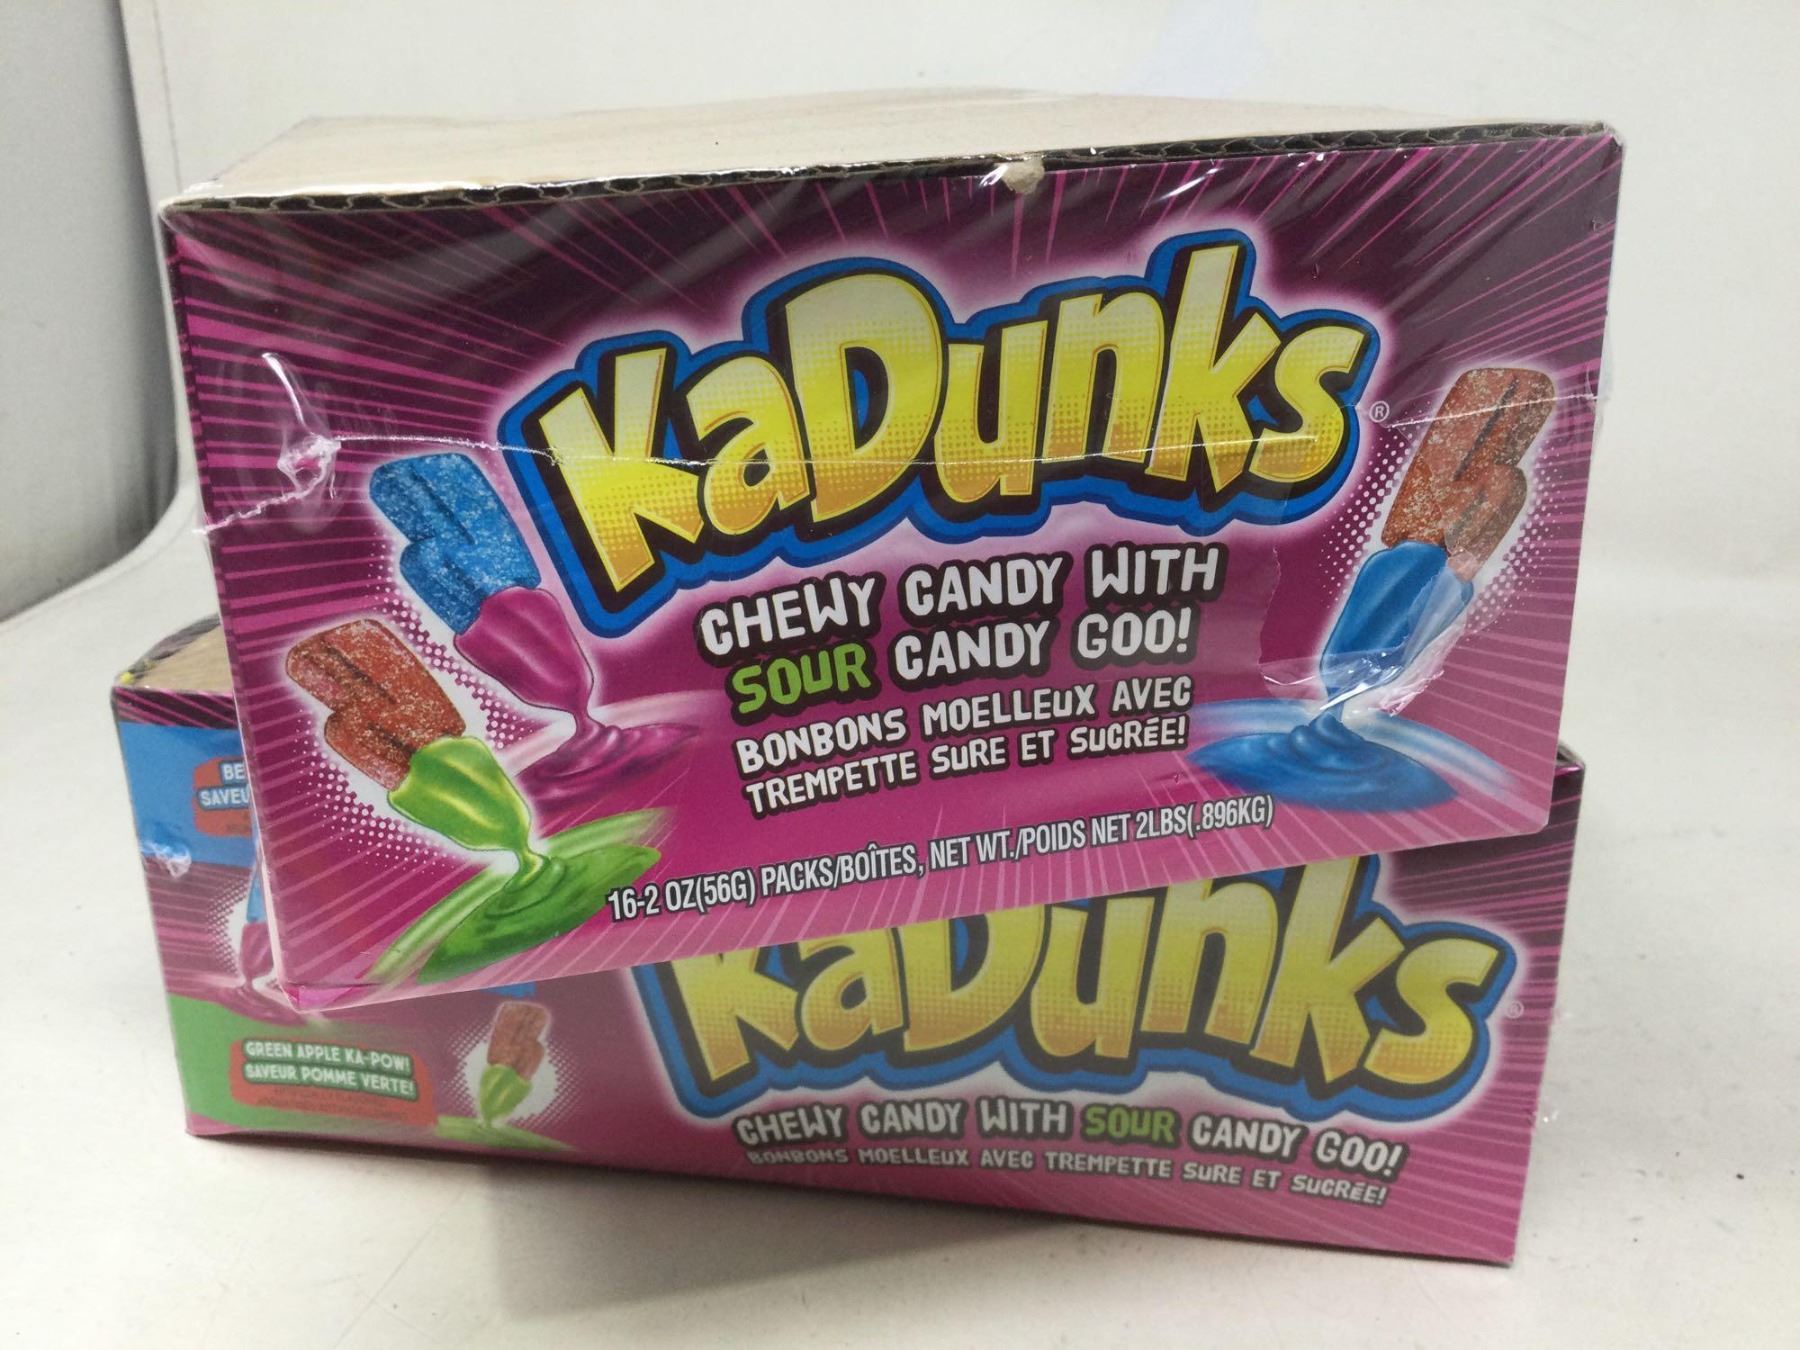 KaDunks®
CHEWY CANDY WITH
SOUR CANDY GOO!
BONBONS MOELLEUX AVEC
TREMPETTE SURE ET SUCRÉE!
16-2 OZ(56G) PACKS/BOÎTES, NET WT./POIDS NET 2LBS(.896KG)
BE
SAVEU
GREEN APPLE KA-POW!
SAVEUR POMME VERTE!
KaDunks®
CHEWY CANDY WITH SOUR CANDY GOO!
BONBONS MOELLEUX AVEC TREMPETTE SURE ET SUCRÉE!